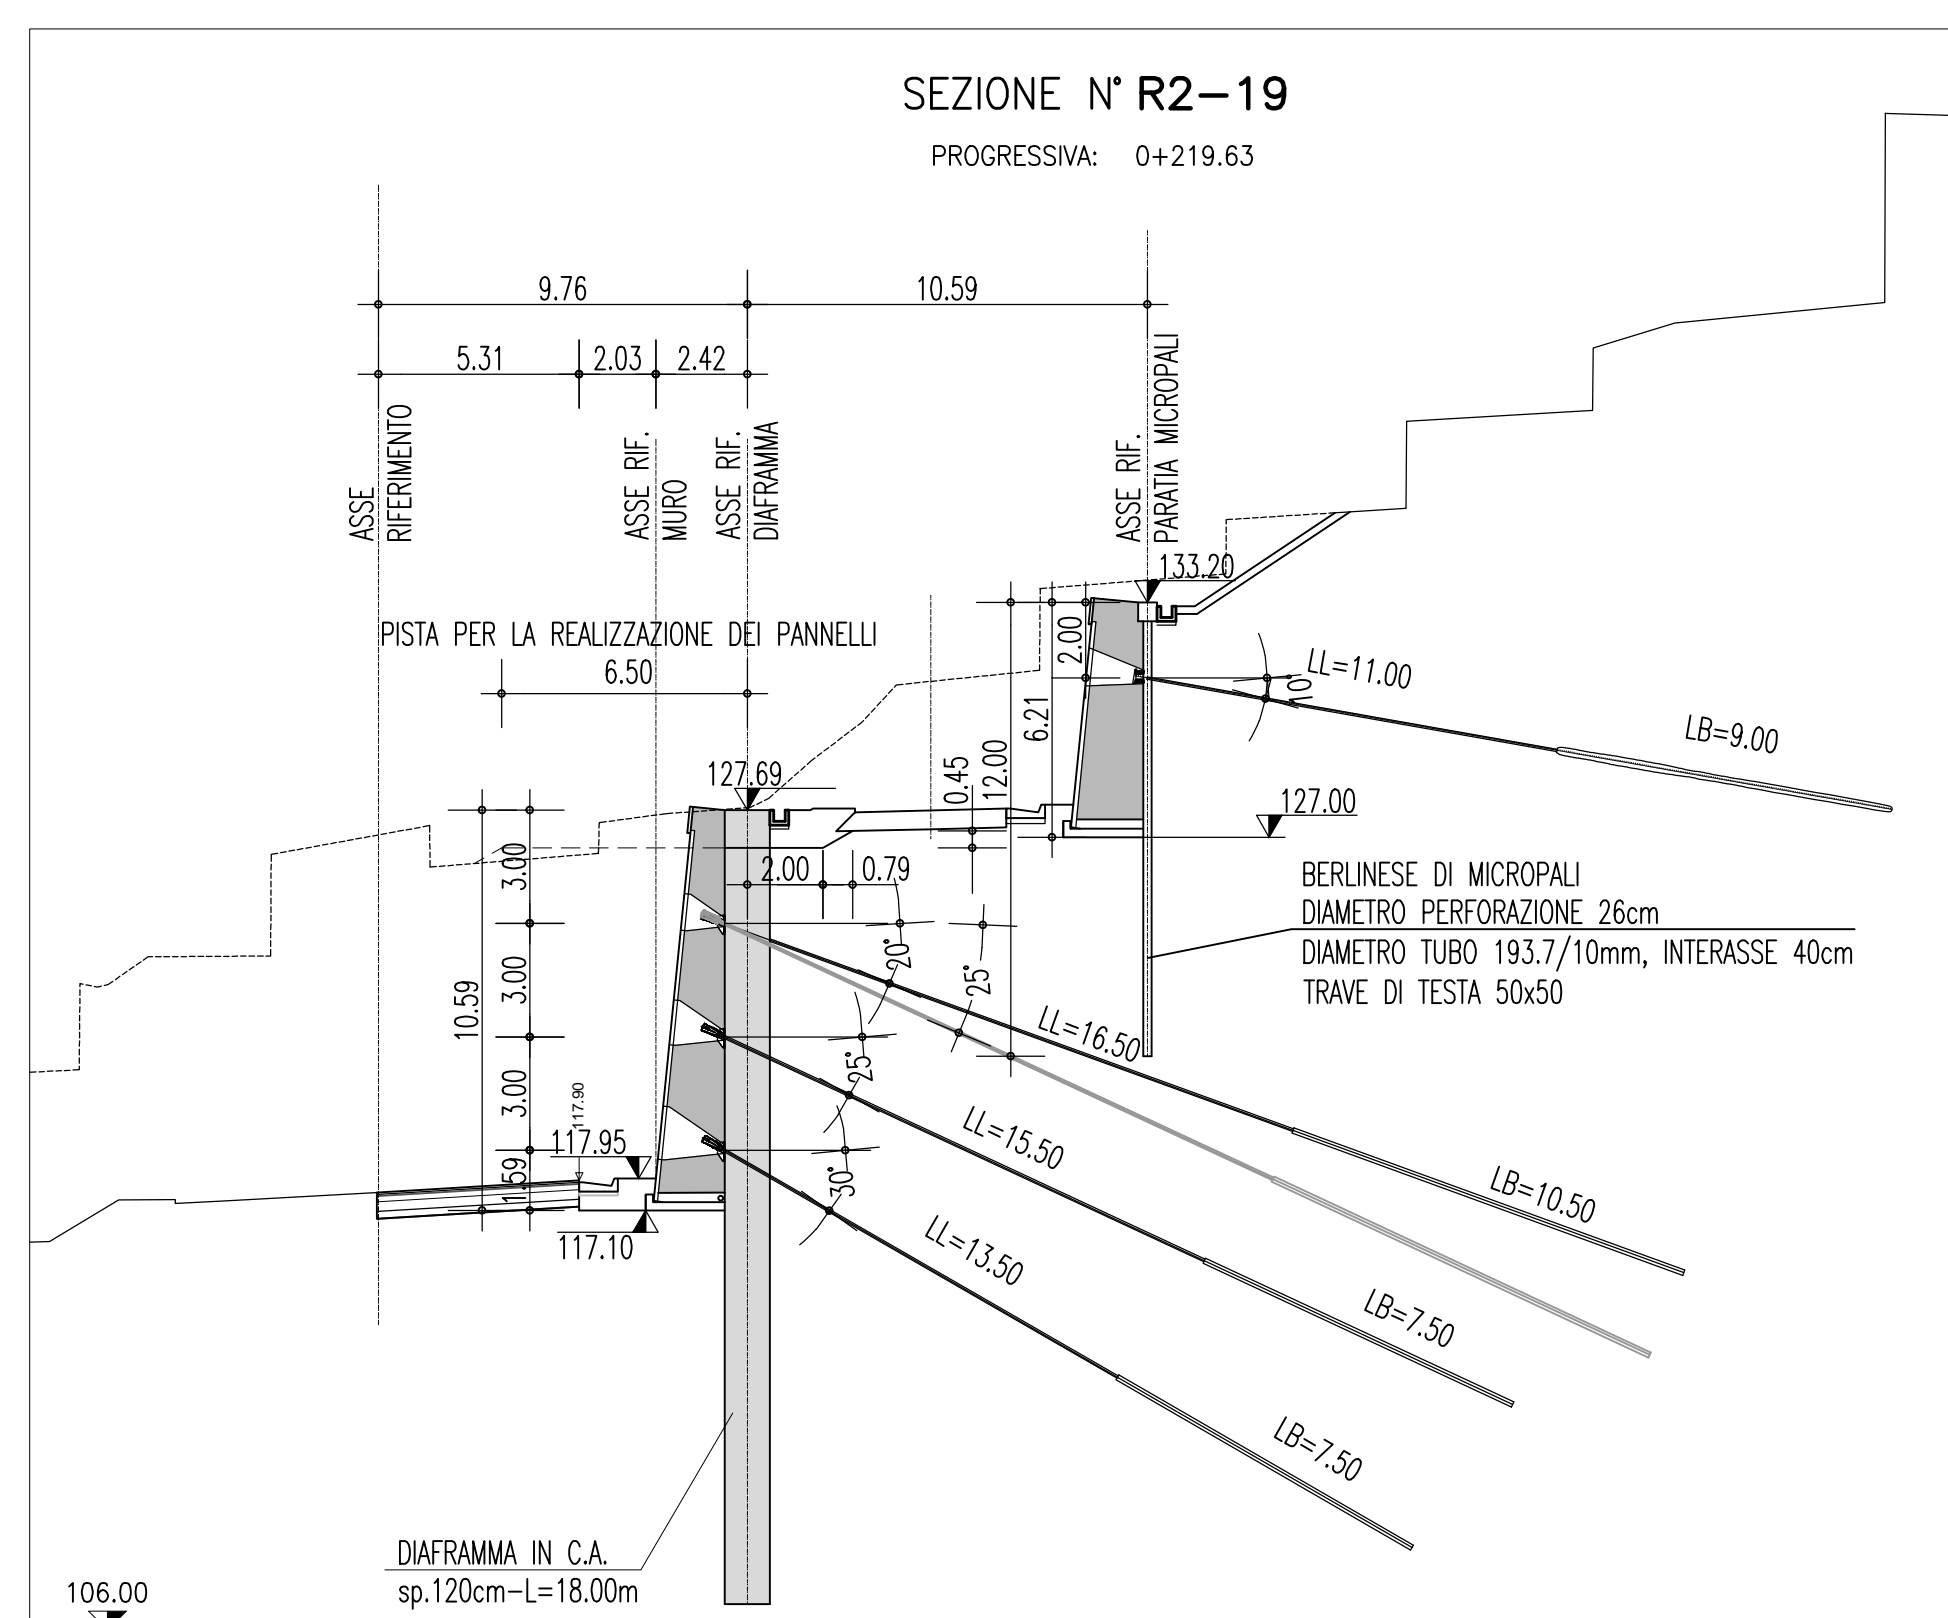 SEZIONE N° R2-19
PROGRESSIVA: 0+219.63
9.76
10.59
5.31
2.03
2.42
ASSE
RIFERIMENTO
ASSE RIF.
MURO
ASSE RIF.
DIAFRAMMA
ASSE RIF.
PARATIA MICROPALI
133.20
PISTA PER LA REALIZZAZIONE DEI PANNELLI
6.50
2.00
6.21
12.00
0.45
10°
LL=11.00
LB=9.00
127.69
127.00
2.00
0.79
BERLINESE DI MICROPALI
DIAMETRO PERFORAZIONE 26cm
DIAMETRO TUBO 193.7/10mm, INTERASSE 40cm
TRAVE DI TESTA 50x50
3.00
3.00
3.00
1.59
10.59
20°
25°
25°
30°
LL=16.50
LB=10.50
LL=15.50
LB=7.50
LL=13.50
LB=7.50
117.90
117.95
117.10
DIAFRAMMA IN C.A.
sp.120cm-L=18.00m
106.00